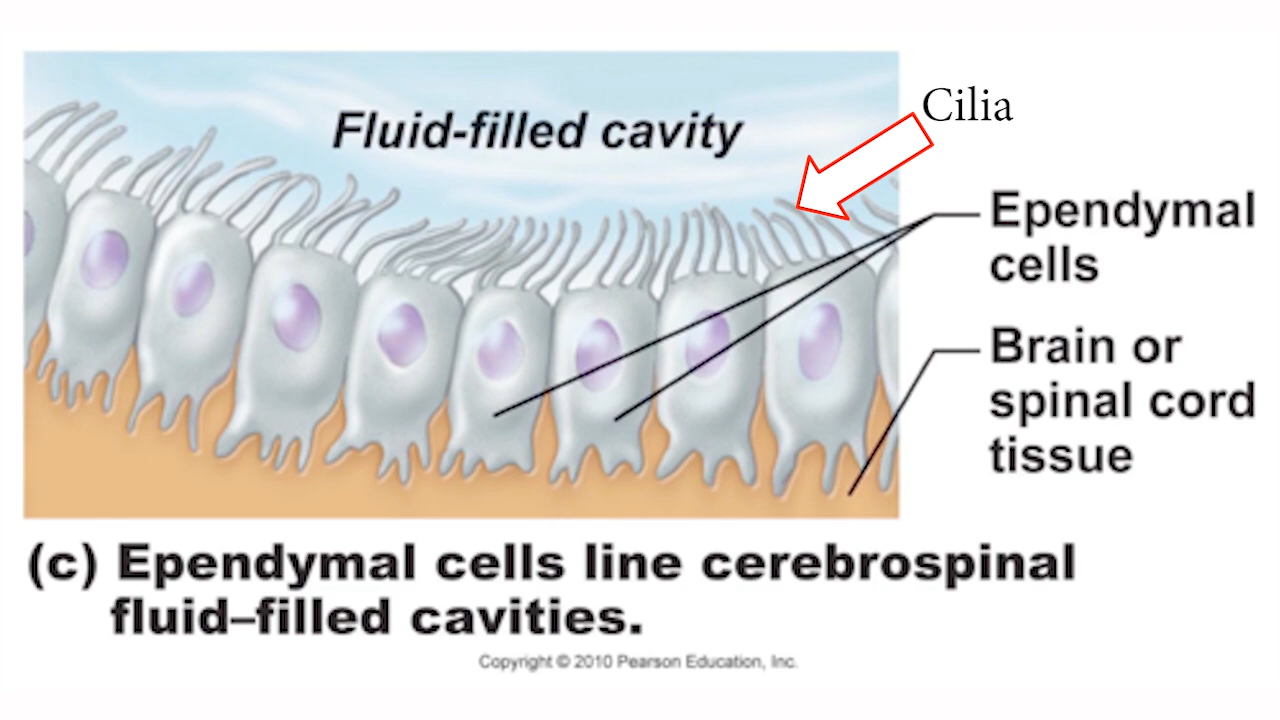 Cilia
Fluid-filled cavity
Ependymal
cells
Brain or
spinal cord
tissue
(c) Ependymal cells line cerebrospinal
fluid–filled cavities.
Copyright © 2010 Pearson Education, Inc.